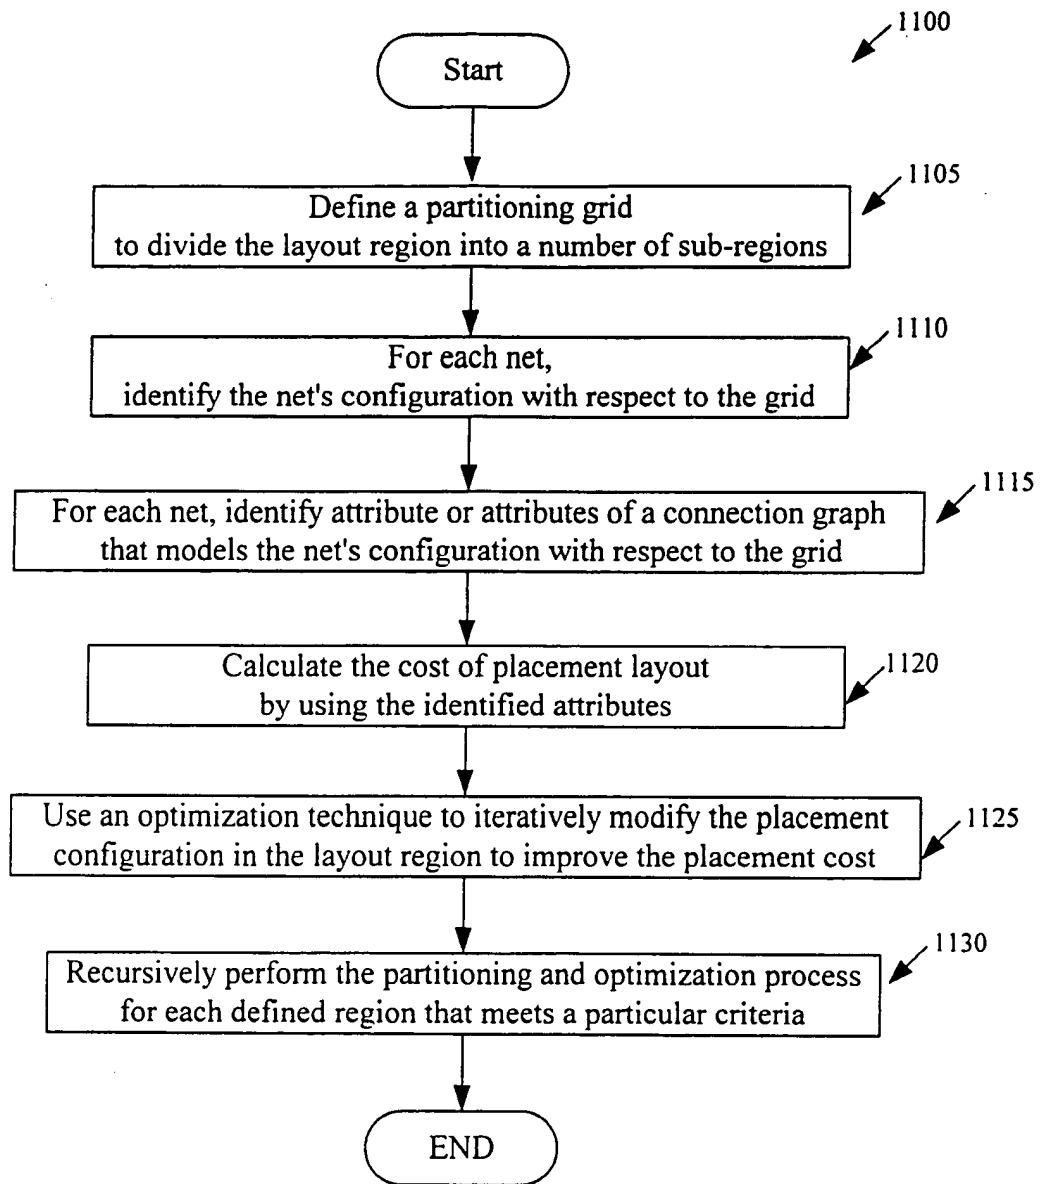 1100
Start
1105
Define a partitioning grid
to divide the layout region into a number of sub-regions
1110
For each net,
identify the net's configuration with respect to the grid
1115
For each net, identify attribute or attributes of a connection graph
that models the net's configuration with respect to the grid
1120
Calculate the cost of placement layout
by using the identified attributes
1125
Use an optimization technique to iteratively modify the placement
configuration in the layout region to improve the placement cost
1130
Recursively perform the partitioning and optimization process
for each defined region that meets a particular criteria
END